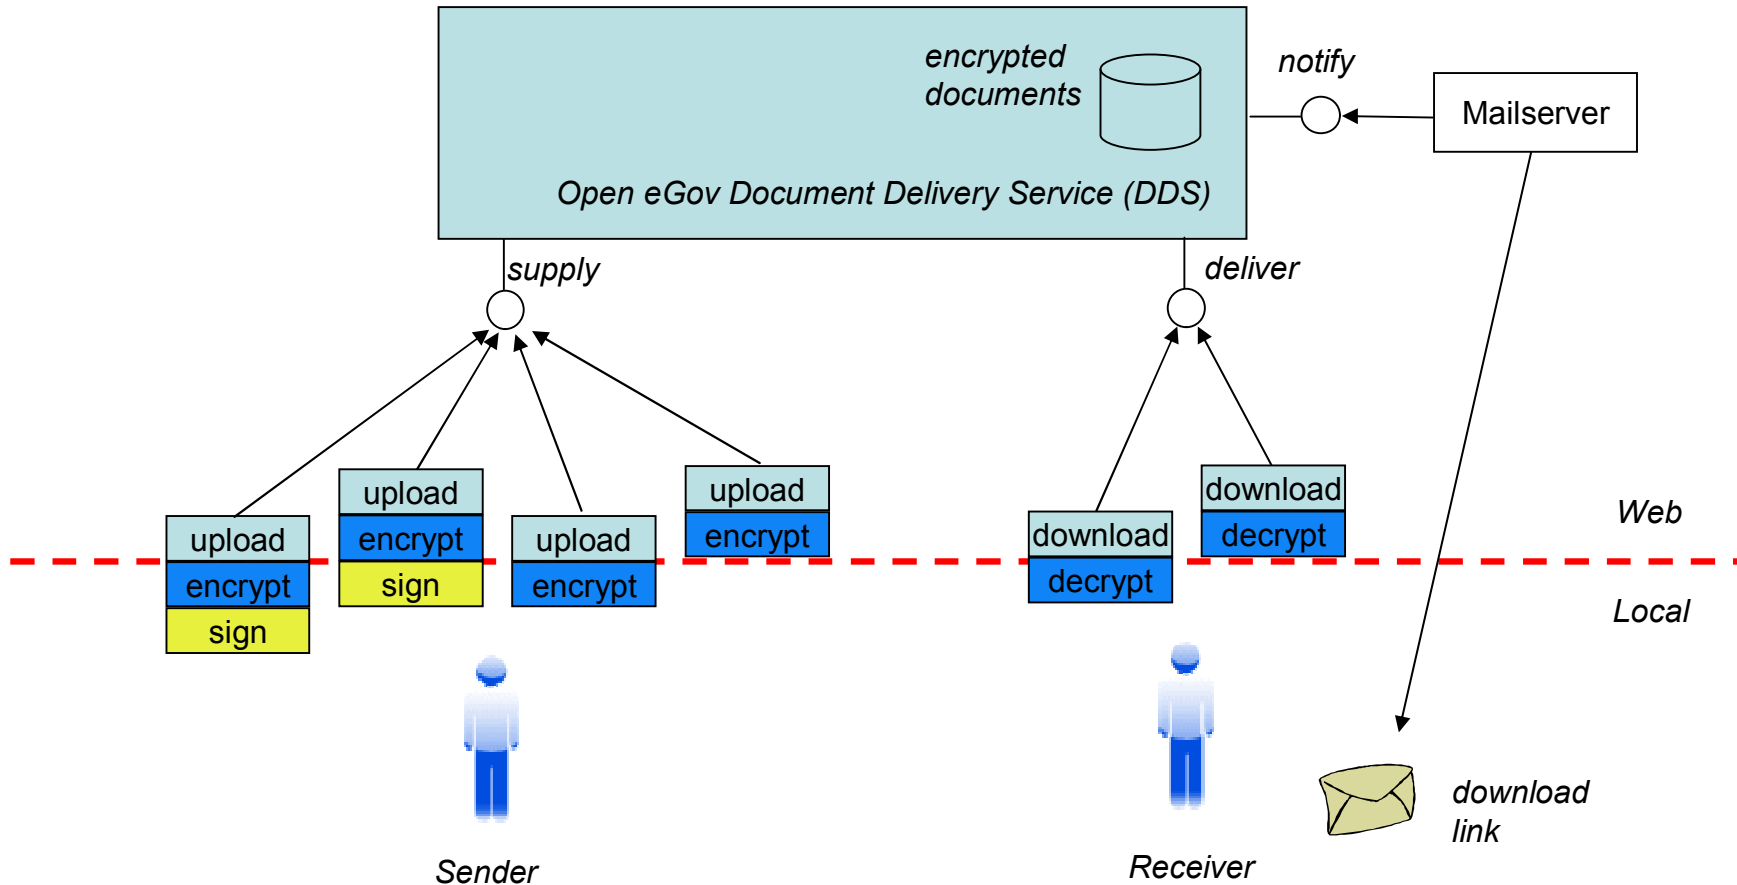 encrypted
documents
notify
Mailserver
Open eGov Document Delivery Service (DDS)
supply
deliver
upload
encrypt
sign
upload
encrypt
sign
upload
encrypt
upload
encrypt
download
decrypt
download
decrypt
Web
Local
Sender
Receiver
download
link